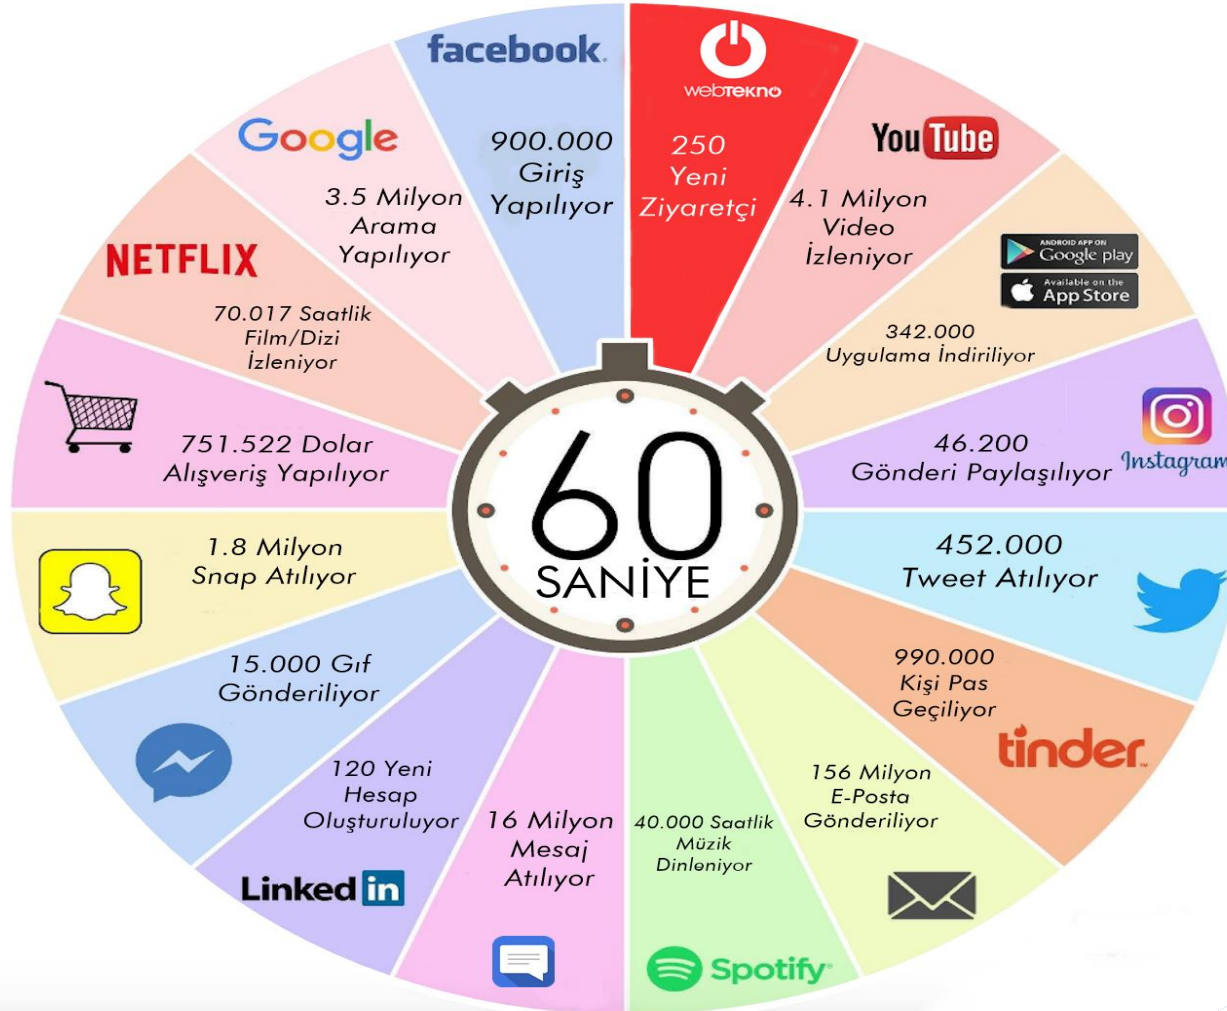 facebook.
900.000
Giriş
Yapılıyor
webTEKNO
250
Yeni
Ziyaretçi
YouTube
4.1 Milyon
Video
İzleniyor
ANDROID APP ON
Google play
Available on the
App Store
342.000
Uygulama İndiriliyor
Instagram
46.200
Gönderi Paylaşılıyor
452.000
Tweet Atılıyor
990.000
Kişi Pas
Geçiliyor
tinder
156 Milyon
E-Posta
Gönderiliyor
40.000 Saatlik
Müzik
Dinleniyor
Spotify
16 Milyon
Mesaj
Atılıyor
120 Yeni
Hesap
Oluşturuluyor
Linked in
15.000 Gıf
Gönderiliyor
1.8 Milyon
Snap Atılıyor
751.522 Dolar
Alışveriş Yapılıyor
NETFLIX
70.017 Saatlik
Film/Dizi
İzleniyor
Google
3.5 Milyon
Arama
Yapılıyor
60
SANİYE